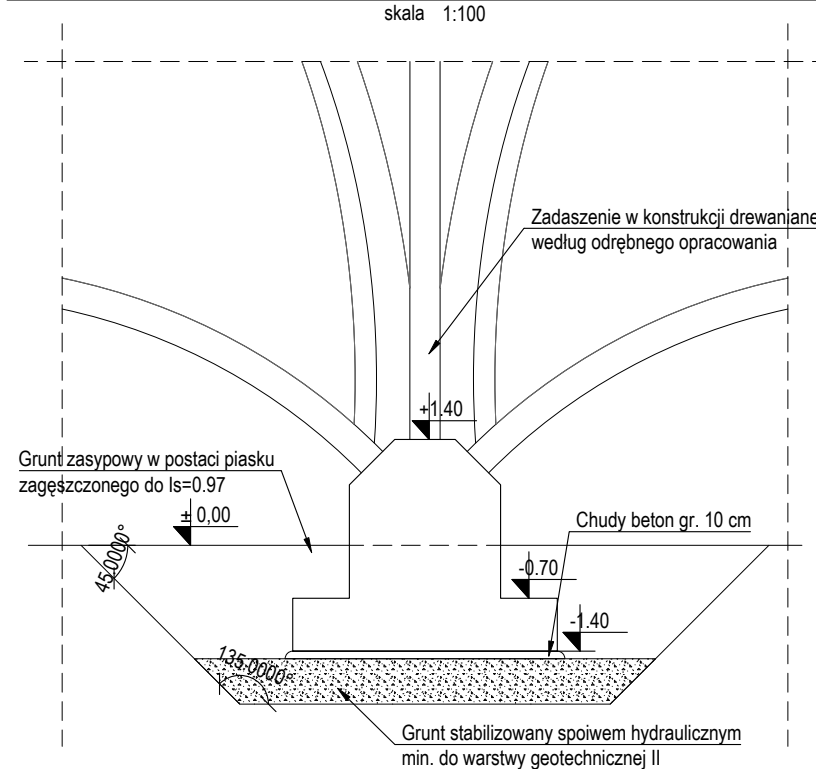 skala 1:100
Zadaszenie w konstrukcji drewniane
według odrębnego opracowania
+1.40
Grunt zasypowy w postaci piasku
zagęszczonego do Is=0.97
± 0,00
Chudy beton gr. 10 cm
45.0000°
-0.70
-1.40
135.0000°
Grunt stabilizowany spoiwem hydraulicznym
min. do warstwy geotechnicznej II